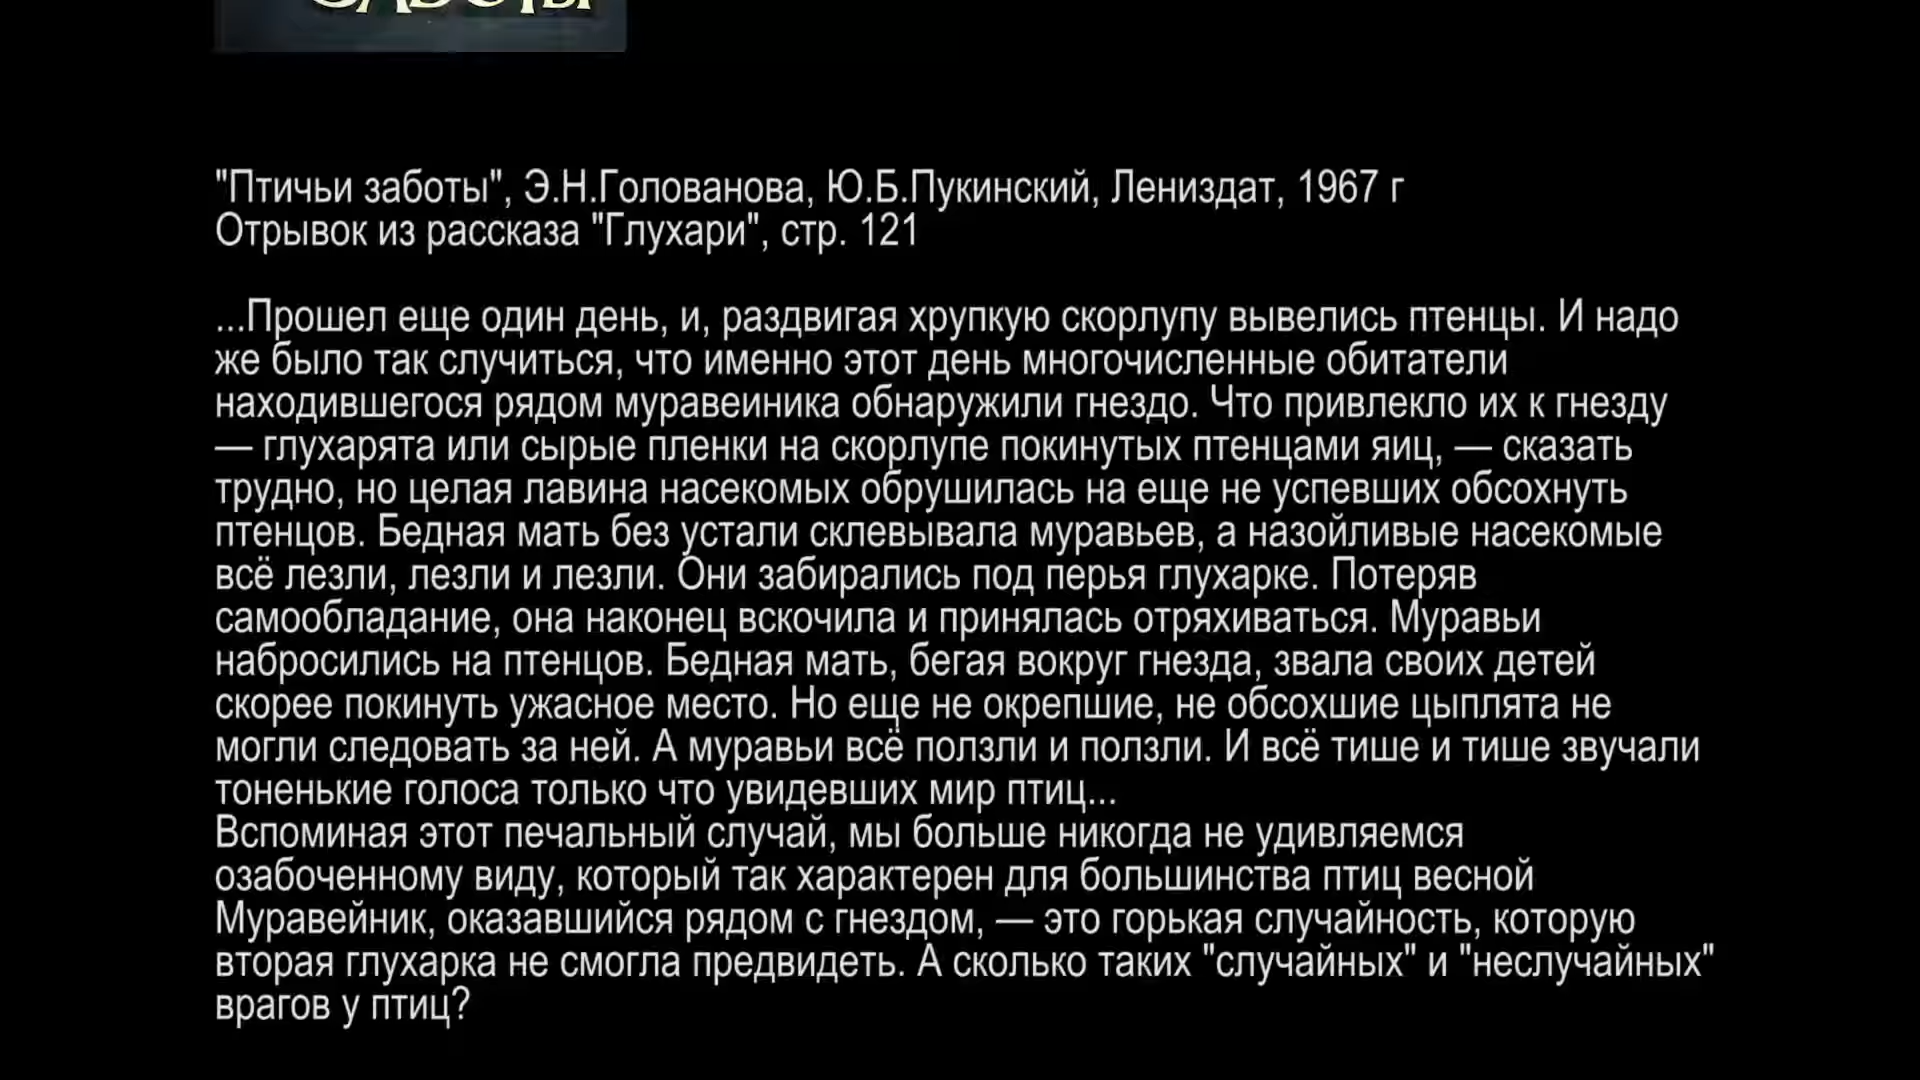 "Птичьи заботы", Э.Н.Голованова, Ю.Б.Пукинский, Лениздат, 1967 г
Отрывок из рассказа "Глухари", стр. 121
...Прошел еще один день, и, раздвигая хрупкую скорлупу вывелись птенцы. И надо
же было так случиться, что именно этот день многочисленные обитатели
находившегося рядом муравеиника обнаружили гнездо. Что привлекло их к гнезду
— глухарята или сырые пленки на скорлупе покинутых птенцами яиц, — сказать
трудно, но целая лавина насекомых обрушилась на еще не успевших обсохнуть
птенцов. Бедная мать без устали склевывала муравьев, а назойливые насекомые
всё лезли, лезли и лезли. Они забирались под перья глухарке. Потеряв
самообладание, она наконец вскочила и принялась отряхиваться. Муравьи
набросились на птенцов. Бедная мать, бегая вокруг гнезда, звала своих детей
скорее покинуть ужасное место. Но еще не окрепшие, не обсохшие цыплята не
могли следовать за ней. А муравьи всё ползли и ползли. И всё тише и тише звучали
тоненькие голоса только что увидевших мир птиц...
Вспоминая этот печальный случай, мы больше никогда не удивляемся
озабоченному виду, который так характерен для большинства птиц весной
Муравейник, оказавшийся рядом с гнездом, — это горькая случайность, которую
вторая глухарка не смогла предвидеть. А сколько таких "случайных" и "неслучайных"
врагов у птиц?